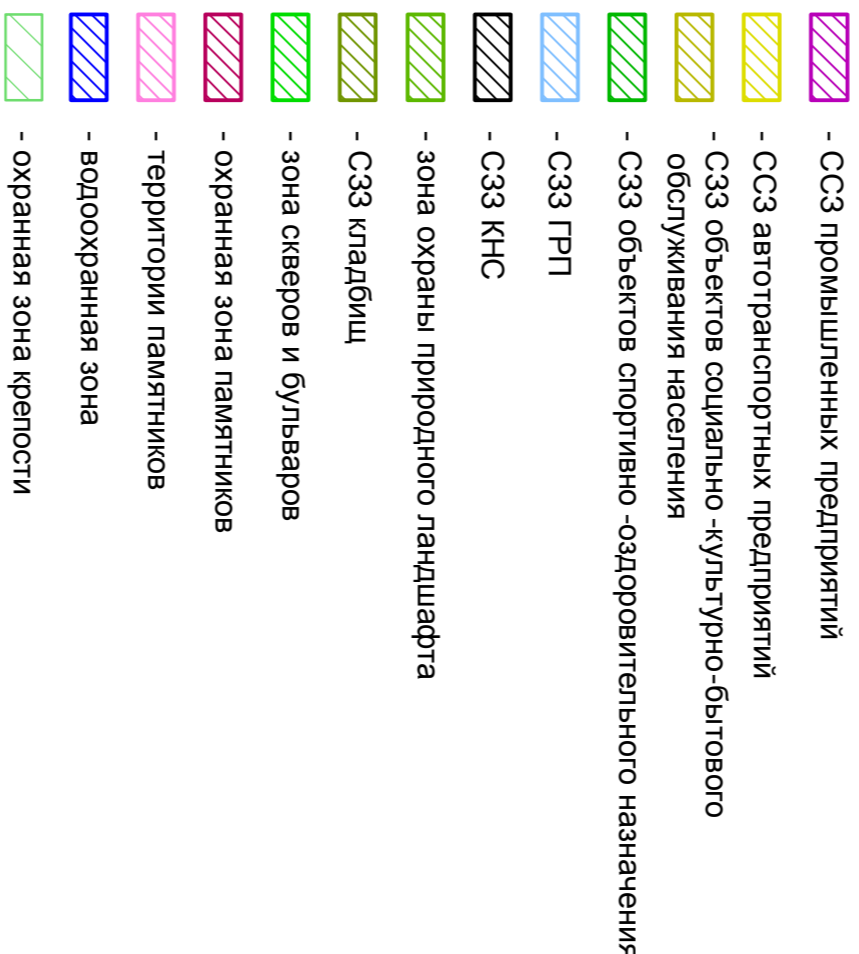 - ССЗ промышленных предприятий
- ССЗ автотранспортных предприятий
- СЗЗ объектов социально -культурно-бытового
обслуживания населения
- СЗЗ объектов спортивно -оздоровительного назначения
- СЗЗ ГРП
- СЗЗ КНС
- зона охраны природного ландшафта
- СЗЗ кладбищ
- зона скверов и бульваров
- охранная зона памятников
- территории памятников
- водоохранная зона
- охранная зона крепости